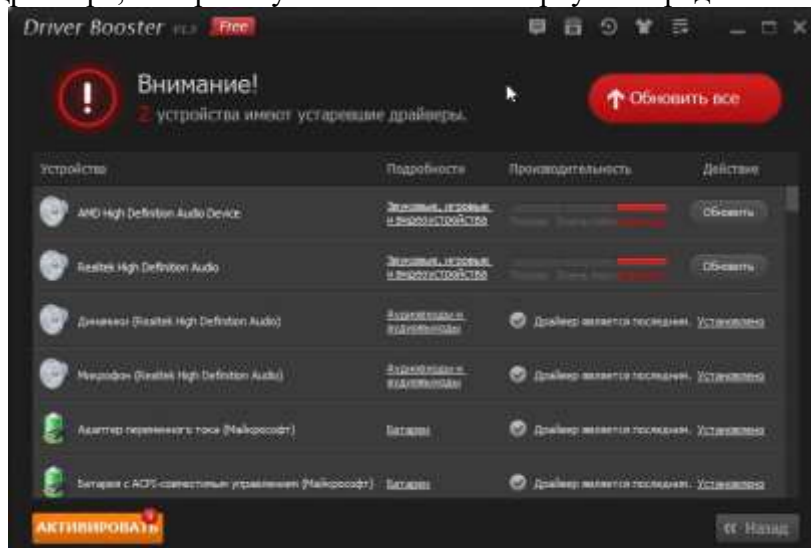 Driver Booster Free
Внимание!
2 устройства имеют устаревшие драйверы.
Обновить все
Устройство Подробности Производительность Действие
AMD High Definition Audio Device Звуковые, игровые и видеоустройства Обновить
Realtek High Definition Audio Звуковые, игровые и видеоустройства Обновить
Динамики (Realtek High Definition Audio) Аудиовходы и аудиовыходы Драйвер является последним. Установлено
Микрофон (Realtek High Definition Audio) Аудиовходы и аудиовыходы Драйвер является последним. Установлено
Адаптер переменного тока (Майкрософт) Батареи Драйвер является последним. Установлено
Батарея с ACPI-совместимым управлением (Майкрософт) Батареи Драйвер является последним. Установлено
АКТИВИРОВАТЬ
Назад